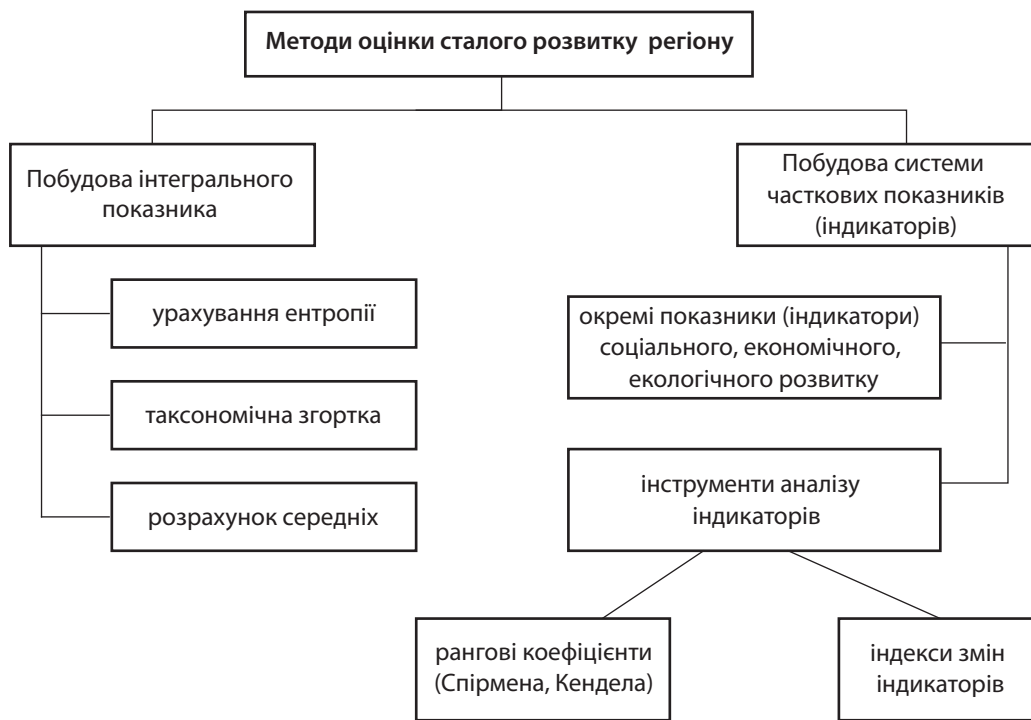 Методи оцінки сталого розвитку регіону
Побудова інтегрального
показника
Побудова системи
часткових показників
(індикаторів)
урахування ентропії
таксономічна згортка
розрахунок середніх
окремі показники (індикатори)
соціального, економічного,
екологічного розвитку
інструменти аналізу
індикаторів
рангові коефіцієнти
(Спірмена, Кендела)
індекси змін
індикаторів